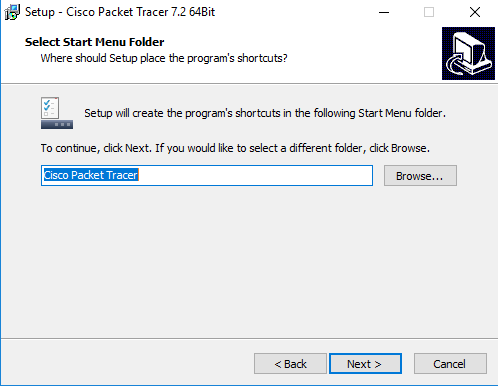 Setup - Cisco Packet Tracer 7.2 64Bit
Select Start Menu Folder
Where should Setup place the program's shortcuts?
Setup will create the program's shortcuts in the following Start Menu folder.
To continue, click Next. If you would like to select a different folder, click Browse.
Cisco Packet Tracer
Browse...
< Back
Next >
Cancel